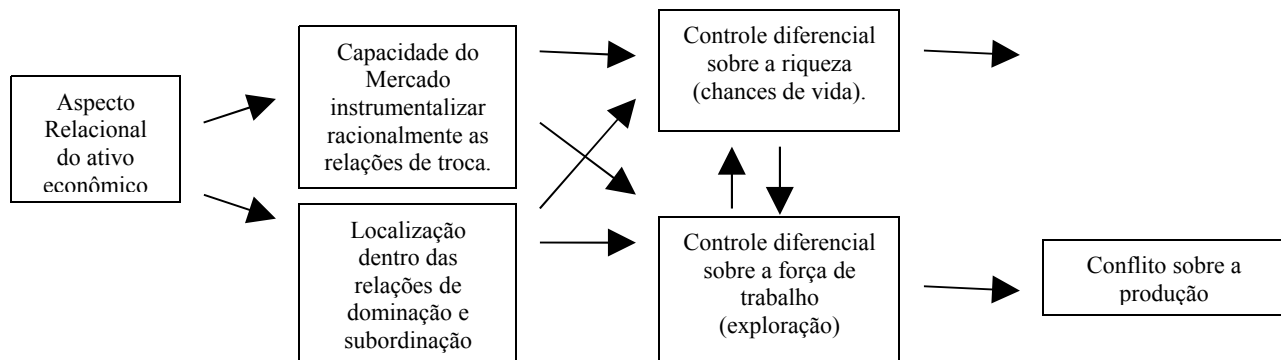 Aspecto
Relacional
do ativo
econômico
Capacidade do
Mercado
instrumentalizar
racionalmente as
relações de troca.
Localização
dentro das
relações de
dominação e
subordinação
Controle diferencial
sobre a riqueza
(chances de vida).
Controle diferencial
sobre a força de
trabalho
(exploração)
Conflito sobre a
produção